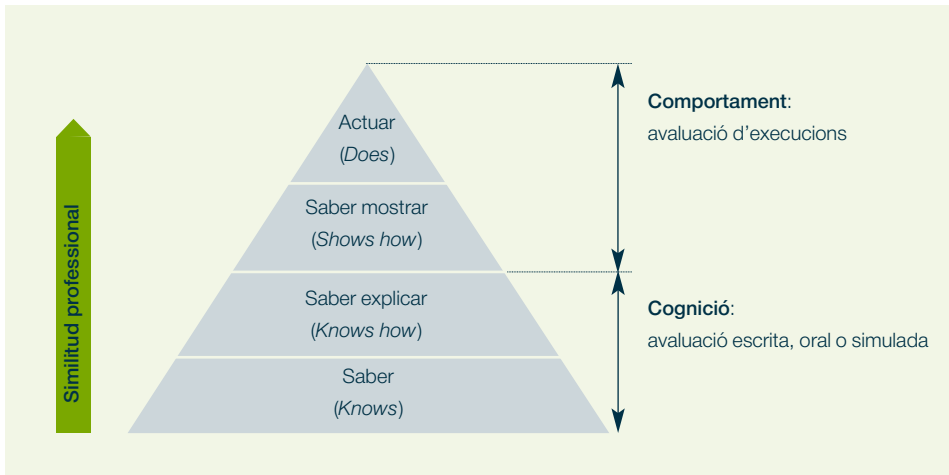 Actuar
(Does)
Saber mostrar
(Shows how)
Saber explicar
(Knows how)
Saber
(Knows)
Comportament:
avaluació d’execucions
Cognició:
avaluació escrita, oral o simulada
Similitud professional